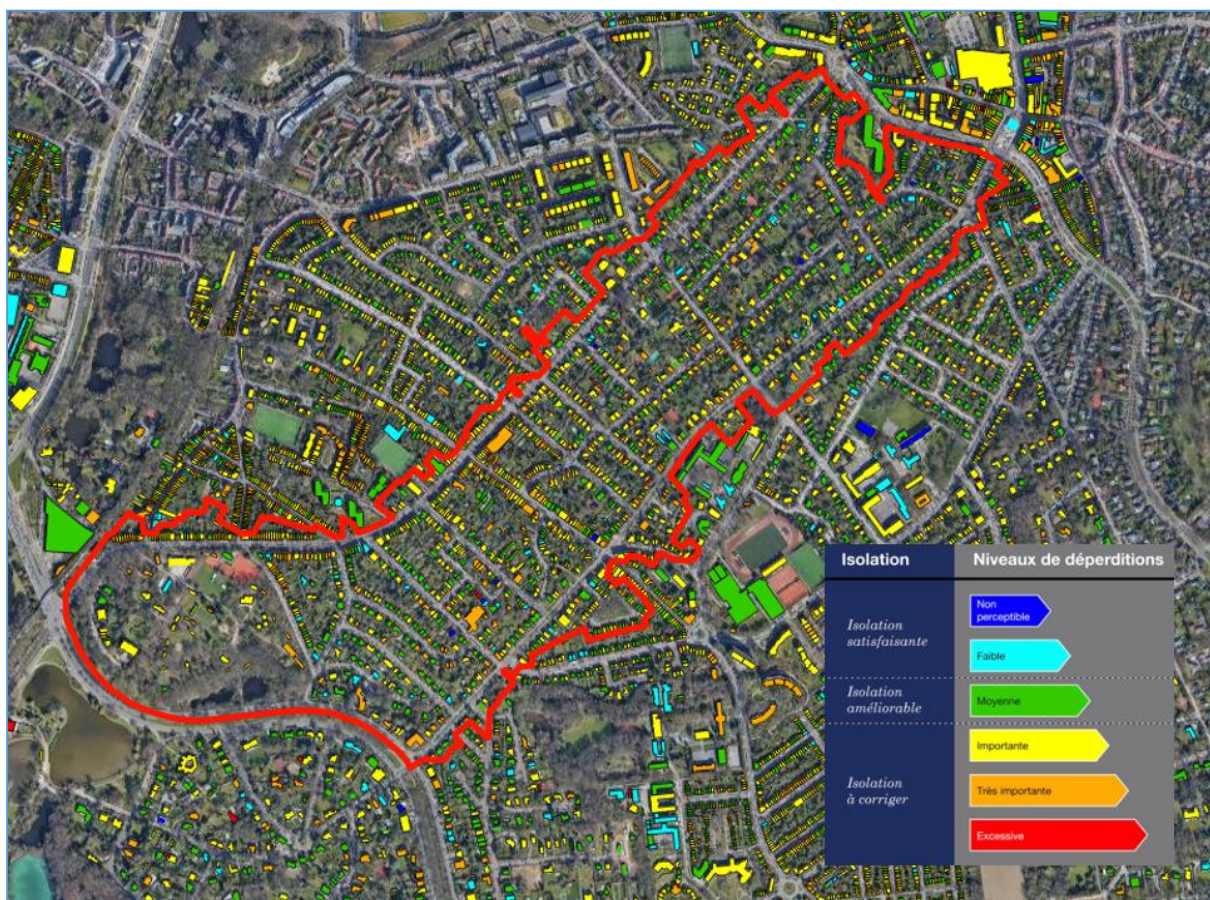 Isolation
Niveaux de déperditions
Isolation
satisfaisante
Non
perceptible
Faible
Isolation
améliorable
Moyenne
Isolation
à corriger
Importante
Très importante
Excessive